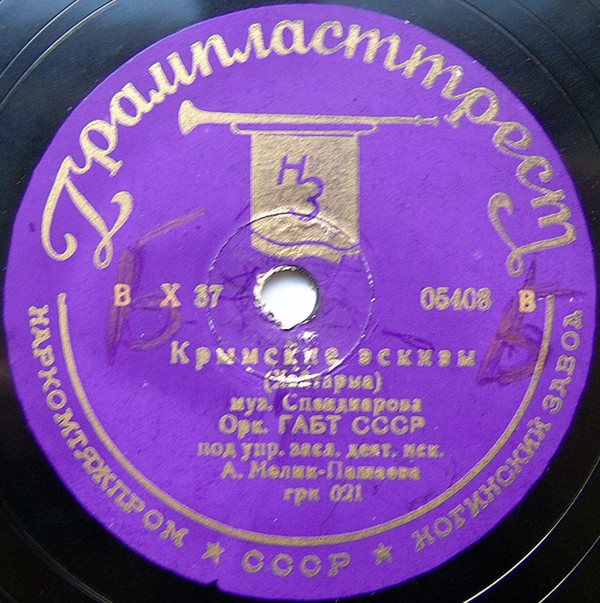 Грампласттрест
НЗ
В X 37 05408 В
Крымские эскизы
муз. Спендиарова
Орк. ГАБТ СССР
под упр. засл. деят. иск.
А. Мелик-Пашаева
грк 021
НАРКОМТЯЖПРОМ ★ СССР ★ НОГИНСКИЙ ЗАВОД